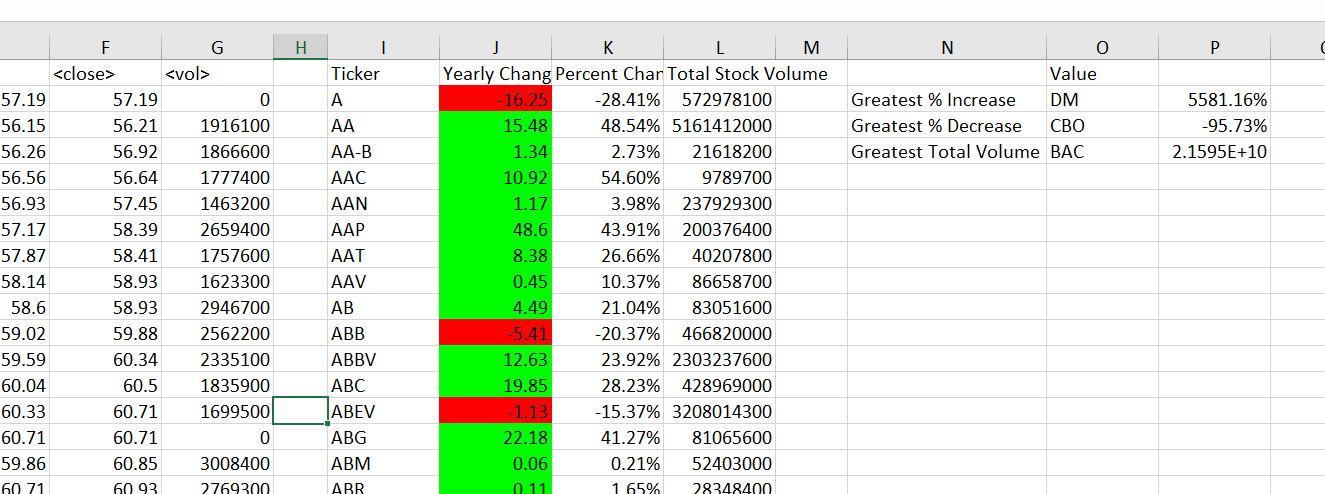 F G H I J K L M N O P
<close> <vol> Ticker Yearly Chang Percent Chan Total Stock Volume Value
57.19 57.19 0 A -16.25 -28.41% 572978100 Greatest % Increase DM 5581.16%
56.15 56.21 1916100 AA 15.48 48.54% 5161412000 Greatest % Decrease CBO -95.73%
56.26 56.92 1866600 AA-B 1.34 2.73% 21618200 Greatest Total Volume BAC 2.1595E+10
56.56 56.64 1777400 AAC 10.92 54.60% 9789700
56.93 57.45 1463200 AAN 1.17 3.98% 237929300
57.17 58.39 2659400 AAP 48.6 43.91% 200376400
57.87 58.41 1757600 AAT 8.38 26.66% 40207800
58.14 58.93 1623300 AAV 0.45 10.37% 86658700
58.6 58.93 2946700 AB 4.49 21.04% 83051600
59.02 59.88 2562200 ABB -5.41 -20.37% 466820000
59.59 60.34 2335100 ABBV 12.63 23.92% 2303237600
60.04 60.5 1835900 ABC 19.85 28.23% 428969000
60.33 60.71 1699500 ABEV -1.13 -15.37% 3208014300
60.71 60.71 0 ABG 22.18 41.27% 81065600
59.86 60.85 3008400 ABM 0.06 0.21% 52403000
60.71 60.93 2769300 ABR 0.11 1.65% 28348400